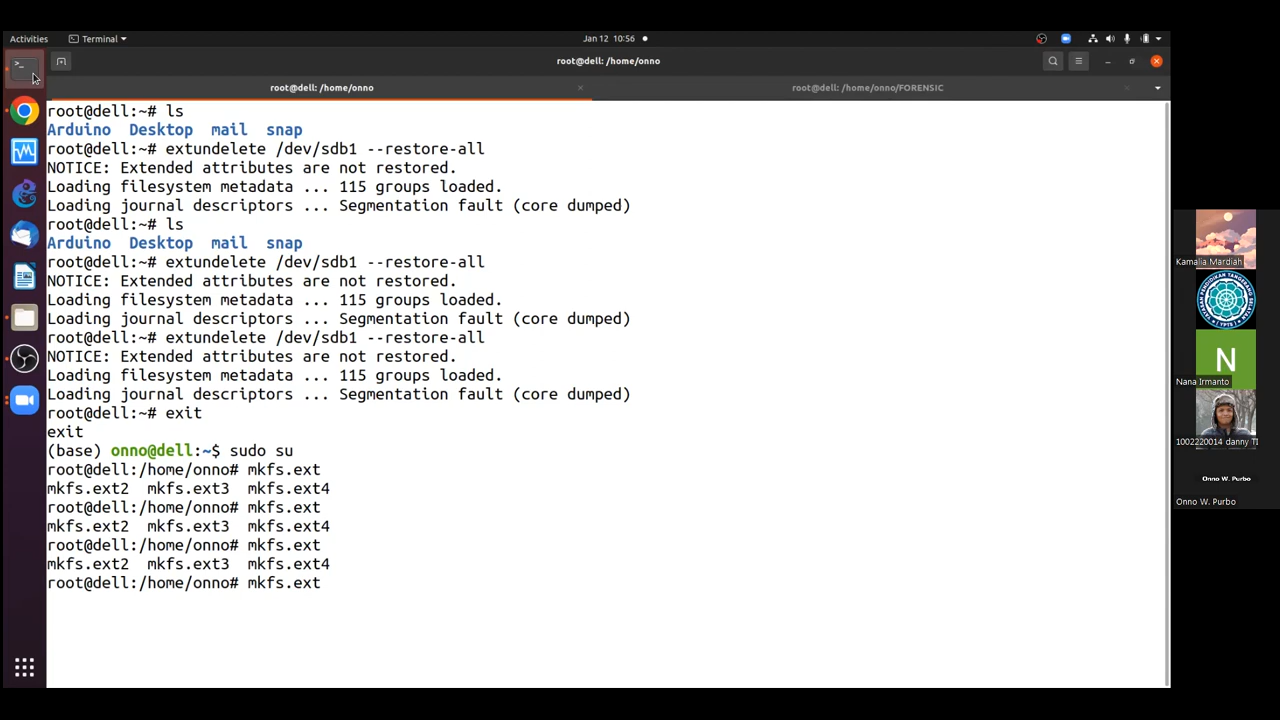 Activities
Terminal
Jan 12 10:56
root@dell: /home/onno
root@dell: /home/onno
root@dell: /home/onno/FORENSIC
root@dell:~# ls
Arduino Desktop mail snap
root@dell:~# extundelete /dev/sdb1 --restore-all
NOTICE: Extended attributes are not restored.
Loading filesystem metadata ... 115 groups loaded.
Loading journal descriptors ... Segmentation fault (core dumped)
root@dell:~# ls
Arduino Desktop mail snap
root@dell:~# extundelete /dev/sdb1 --restore-all
NOTICE: Extended attributes are not restored.
Loading filesystem metadata ... 115 groups loaded.
Loading journal descriptors ... Segmentation fault (core dumped)
root@dell:~# extundelete /dev/sdb1 --restore-all
NOTICE: Extended attributes are not restored.
Loading filesystem metadata ... 115 groups loaded.
Loading journal descriptors ... Segmentation fault (core dumped)
root@dell:~# exit
exit
(base) onno@dell:~$ sudo su
root@dell:/home/onno# mkfs.ext
mkfs.ext2 mkfs.ext3 mkfs.ext4
root@dell:/home/onno# mkfs.ext
mkfs.ext2 mkfs.ext3 mkfs.ext4
root@dell:/home/onno# mkfs.ext
mkfs.ext2 mkfs.ext3 mkfs.ext4
root@dell:/home/onno# mkfs.ext
Kamalia Mardiah
N
Nana Irmanto
1002220014 danny TI
Onno W. Purbo
Onno W. Purbo